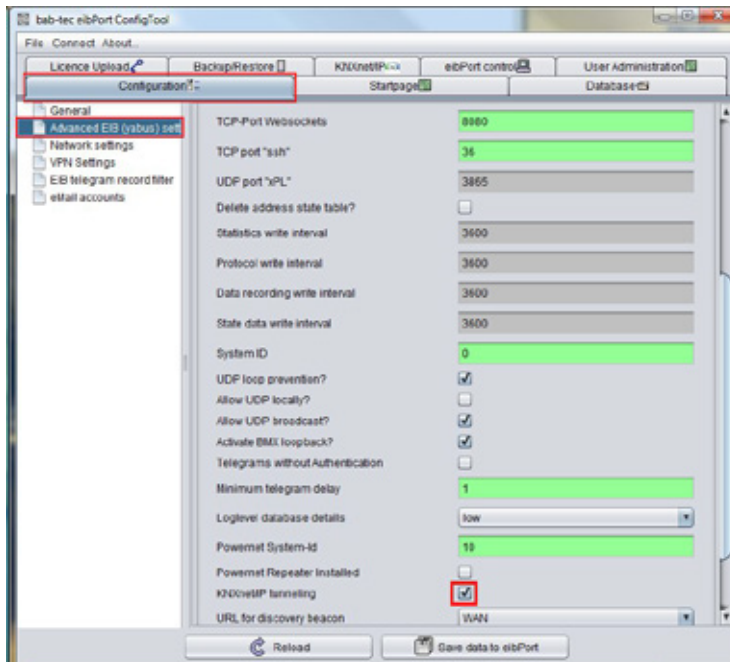 bab-tec eibPort ConfigTool
File Connect About..
Licence Upload Backup/Restore KNXnet/IP eibPort control User Administration
Configuration Startpage Database
General
Advanced EIB (yabus) sett
Network settings
VPN Settings
EIB telegram record filter
eMail accounts
TCP-Port Websockets 8080
TCP port "ssh" 36
UDP port "xPL" 3865
Delete address state table?
Statistics write interval 3600
Protocol write interval 3600
Data recording write interval 3600
State data write interval 3600
System ID 0
UDP loop prevention?
Allow UDP locally?
Allow UDP broadcast?
Activate BMX loopback?
Telegrams without Authentication
Minimum telegram delay 1
Loglevel database details low
Powernet System-Id 10
Powernet Repeater Installed
KNXnet/IP tunneling
URL for discovery beacon WAN
Reload Save data to eibPort